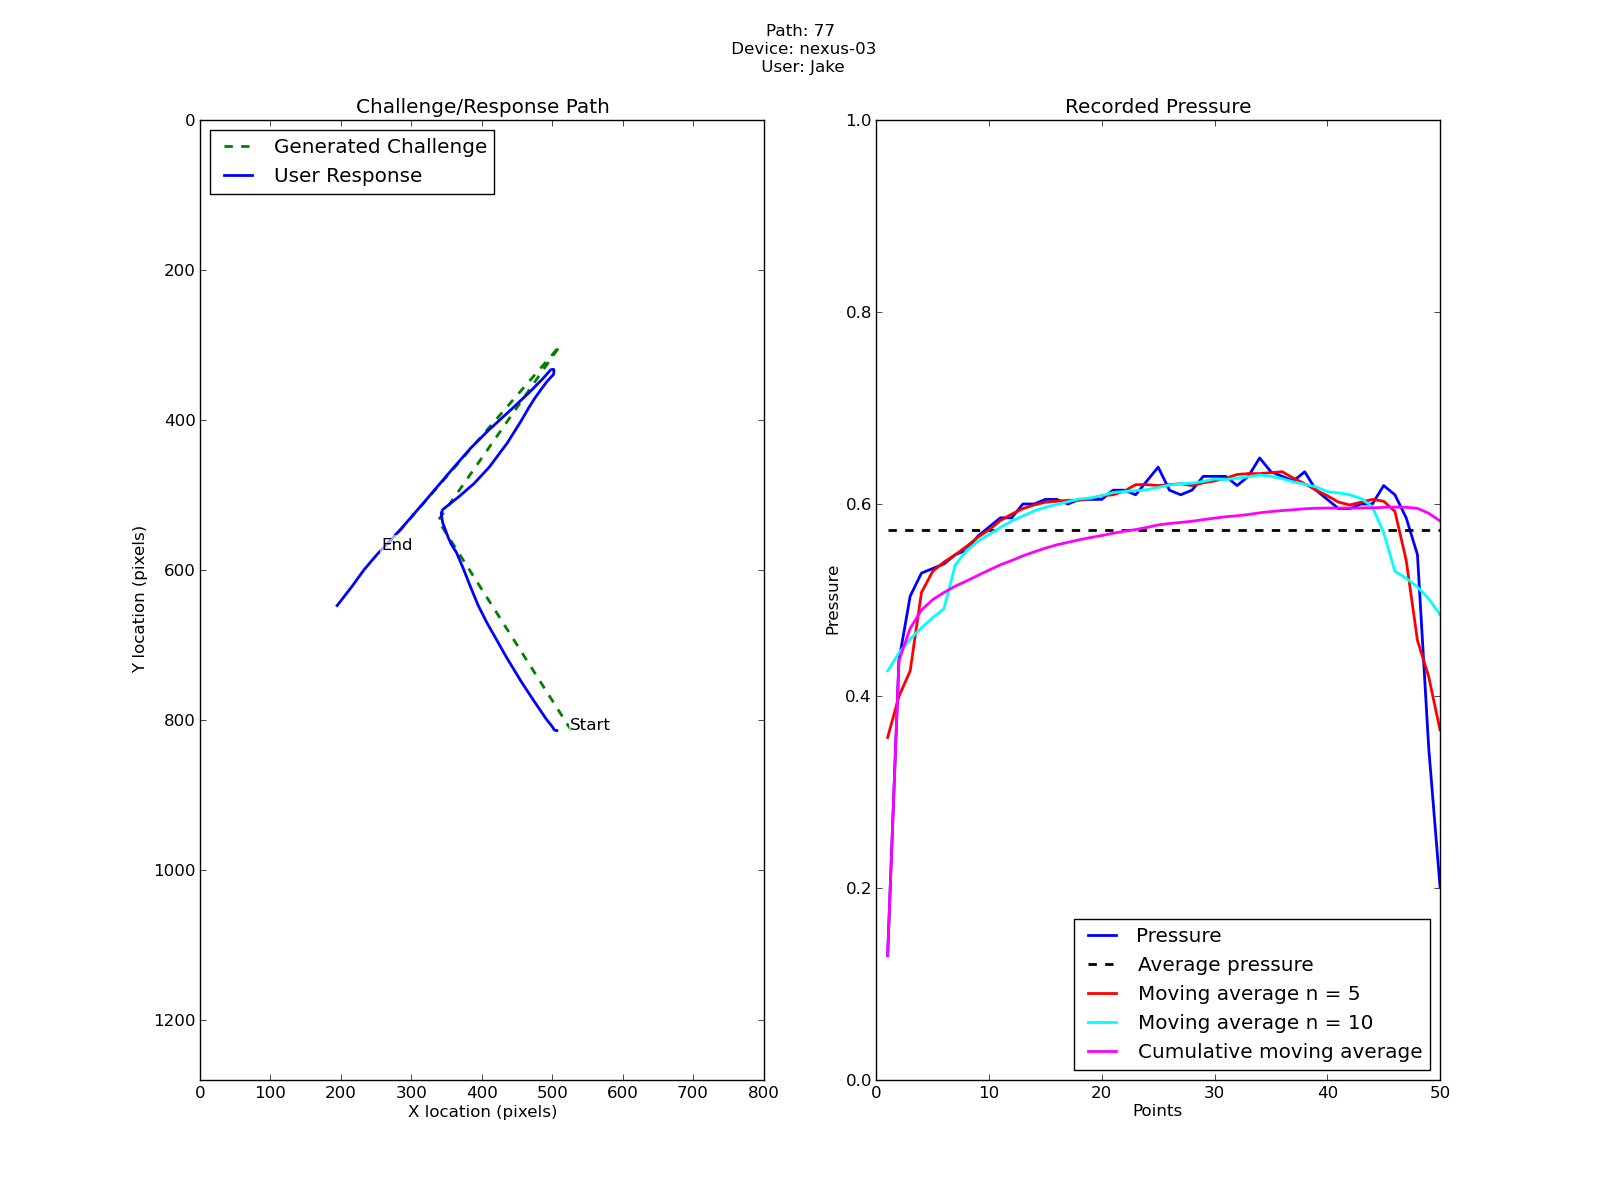 Path: 77
Device: nexus-03
User: Jake
Challenge/Response Path
Generated Challenge
User Response
0
200
400
600
800
1000
1200
Y location (pixels)
End
Start
0 100 200 300 400 500 600 700 800
X location (pixels)
Recorded Pressure
1.0
0.8
0.6
0.4
0.2
0.0
Pressure
Pressure
Average pressure
Moving average n = 5
Moving average n = 10
Cumulative moving average
0 10 20 30 40 50
Points